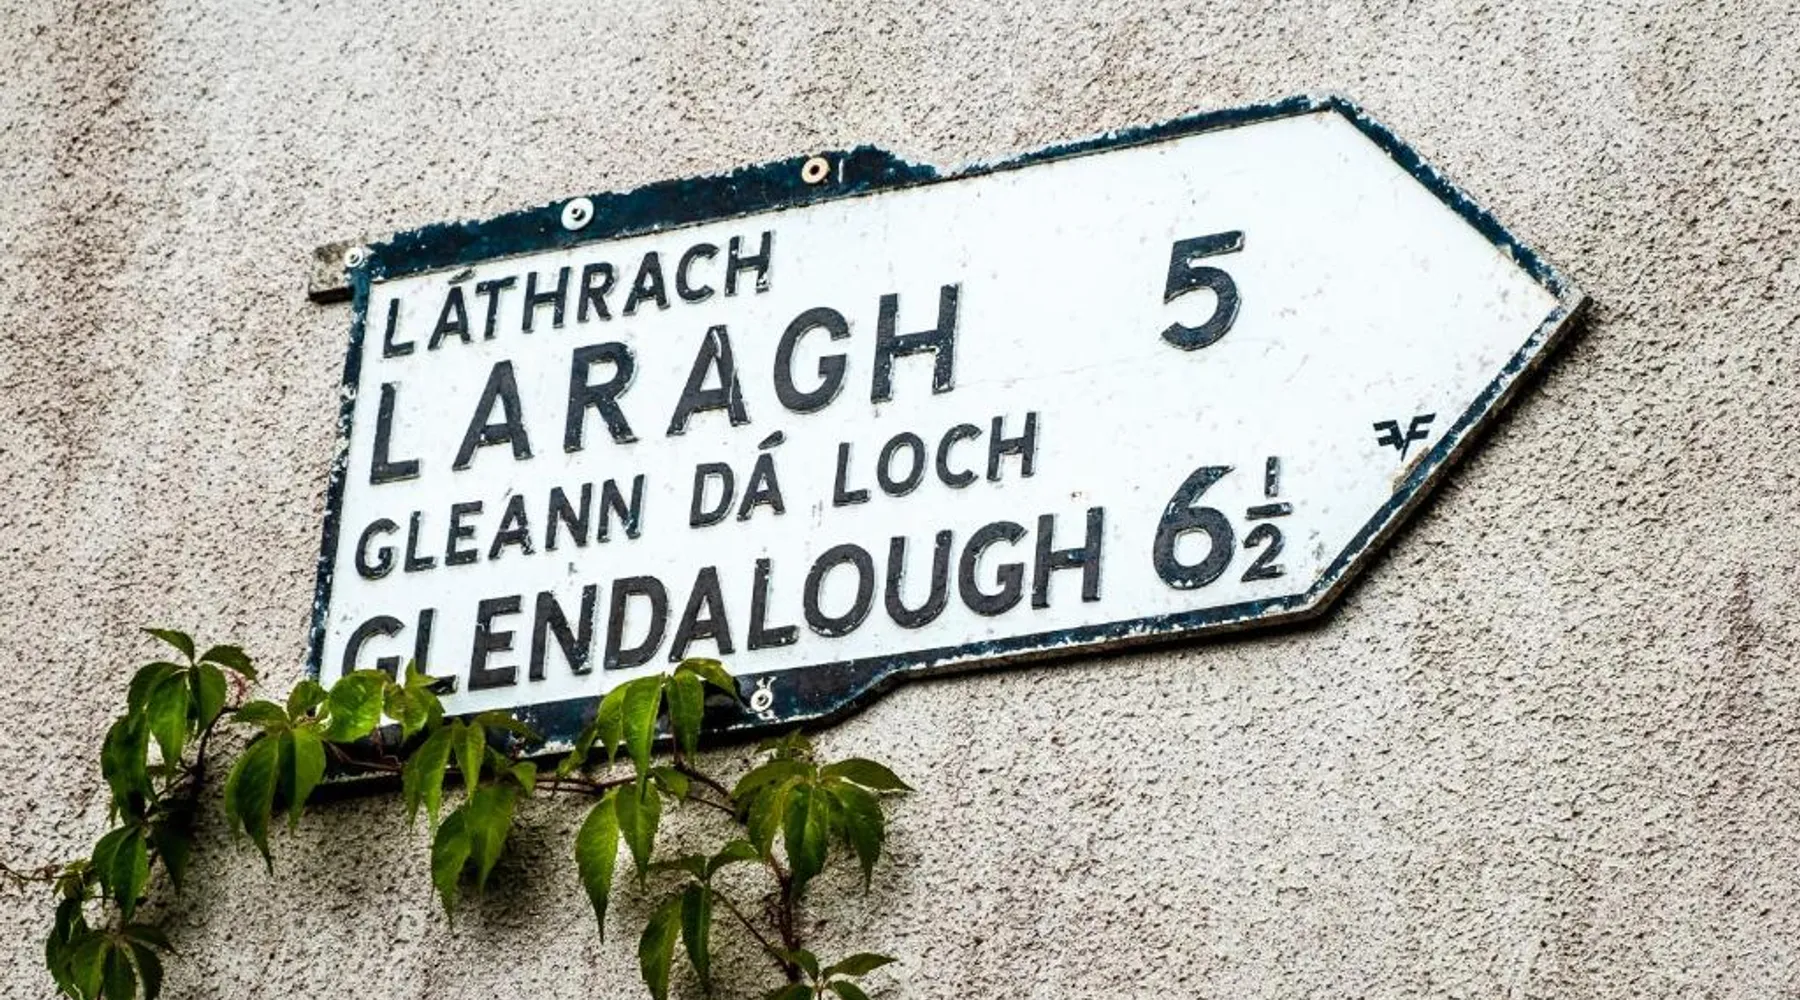 LÁTHRACH
LARAGH 5
GLEANN DÁ LOCH
GLENDALOUGH 6½